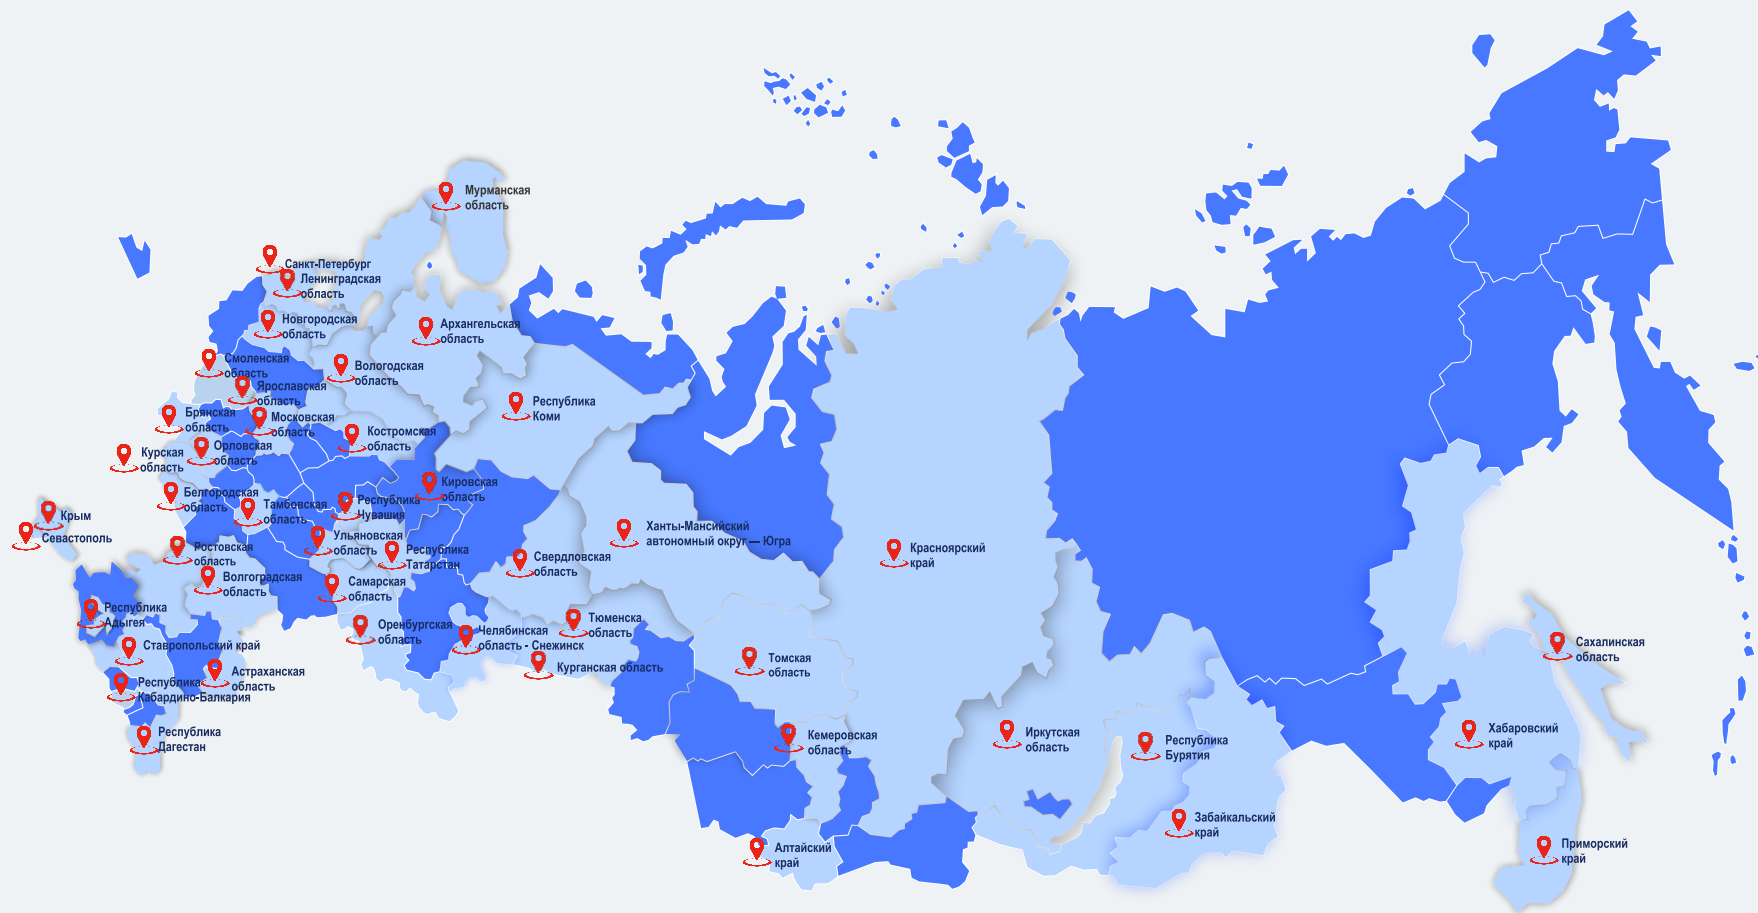 Мурманская
область
Санкт-Петербург
Ленинградская
область
Новгородская
область
Архангельская
область
Смоленская
область
Вологодская
область
Ярославская
область
Республика
Коми
Брянская
область
Московская
область
Костромская
область
Орловская
область
Курская
область
Кировская
область
Белгородская
область
Тамбовская
область
Республика
Чувашия
Крым
Севастополь
Ульяновская
область
Ханты-Мансийский
автономный округ — Югра
Ростовская
область
Республика
Татарстан
Свердловская
область
Красноярский
край
Волгоградская
область
Самарская
область
Республика
Адыгея
Оренбургская
область
Челябинская
область - Снежинск
Тюменска
область
Ставропольский край
Курганская область
Томская
область
Сахалинская
область
Астраханская
область
Республика
Кабардино-Балкария
Республика
Дагестан
Кемеровская
область
Иркутская
область
Республика
Бурятия
Хабаровский
край
Забайкальский
край
Алтайский
край
Приморский
край